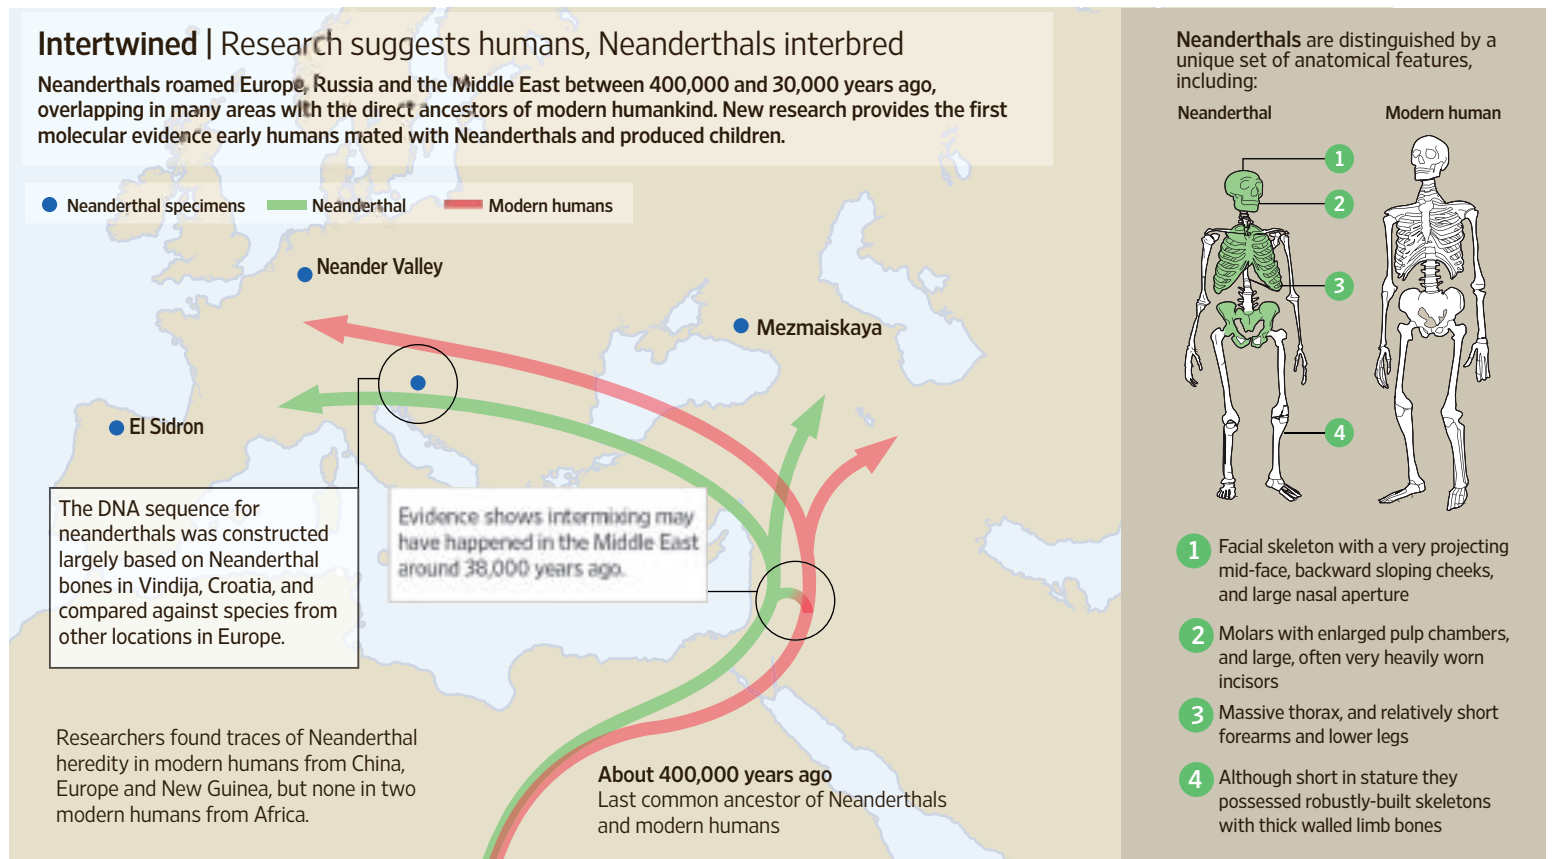 Intertwined | Research suggests humans, Neanderthals interbred
Neanderthals roamed Europe, Russia and the Middle East between 400,000 and 30,000 years ago,
overlapping in many areas with the direct ancestors of modern humankind. New research provides the first
molecular evidence early humans mated with Neanderthals and produced children.
Neanderthal specimens
Neanderthal
Modern humans
Neander Valley
Mezmaiskaya
El Sidron
The DNA sequence for
neanderthals was constructed
largely based on Neanderthal
bones in Vindija, Croatia, and
compared against species from
other locations in Europe.
Evidence shows intermixing may
have happened in the Middle East
around 38,000 years ago.
Researchers found traces of Neanderthal
heredity in modern humans from China,
Europe and New Guinea, but none in two
modern humans from Africa.
About 400,000 years ago
Last common ancestor of Neanderthals
and modern humans
Neanderthals are distinguished by a
unique set of anatomical features,
including:
Neanderthal
Modern human
1
2
3
4
1 Facial skeleton with a very projecting
mid-face, backward sloping cheeks,
and large nasal aperture
2 Molars with enlarged pulp chambers,
and large, often very heavily worn
incisors
3 Massive thorax, and relatively short
forearms and lower legs
4 Although short in stature they
possessed robustly-built skeletons
with thick walled limb bones